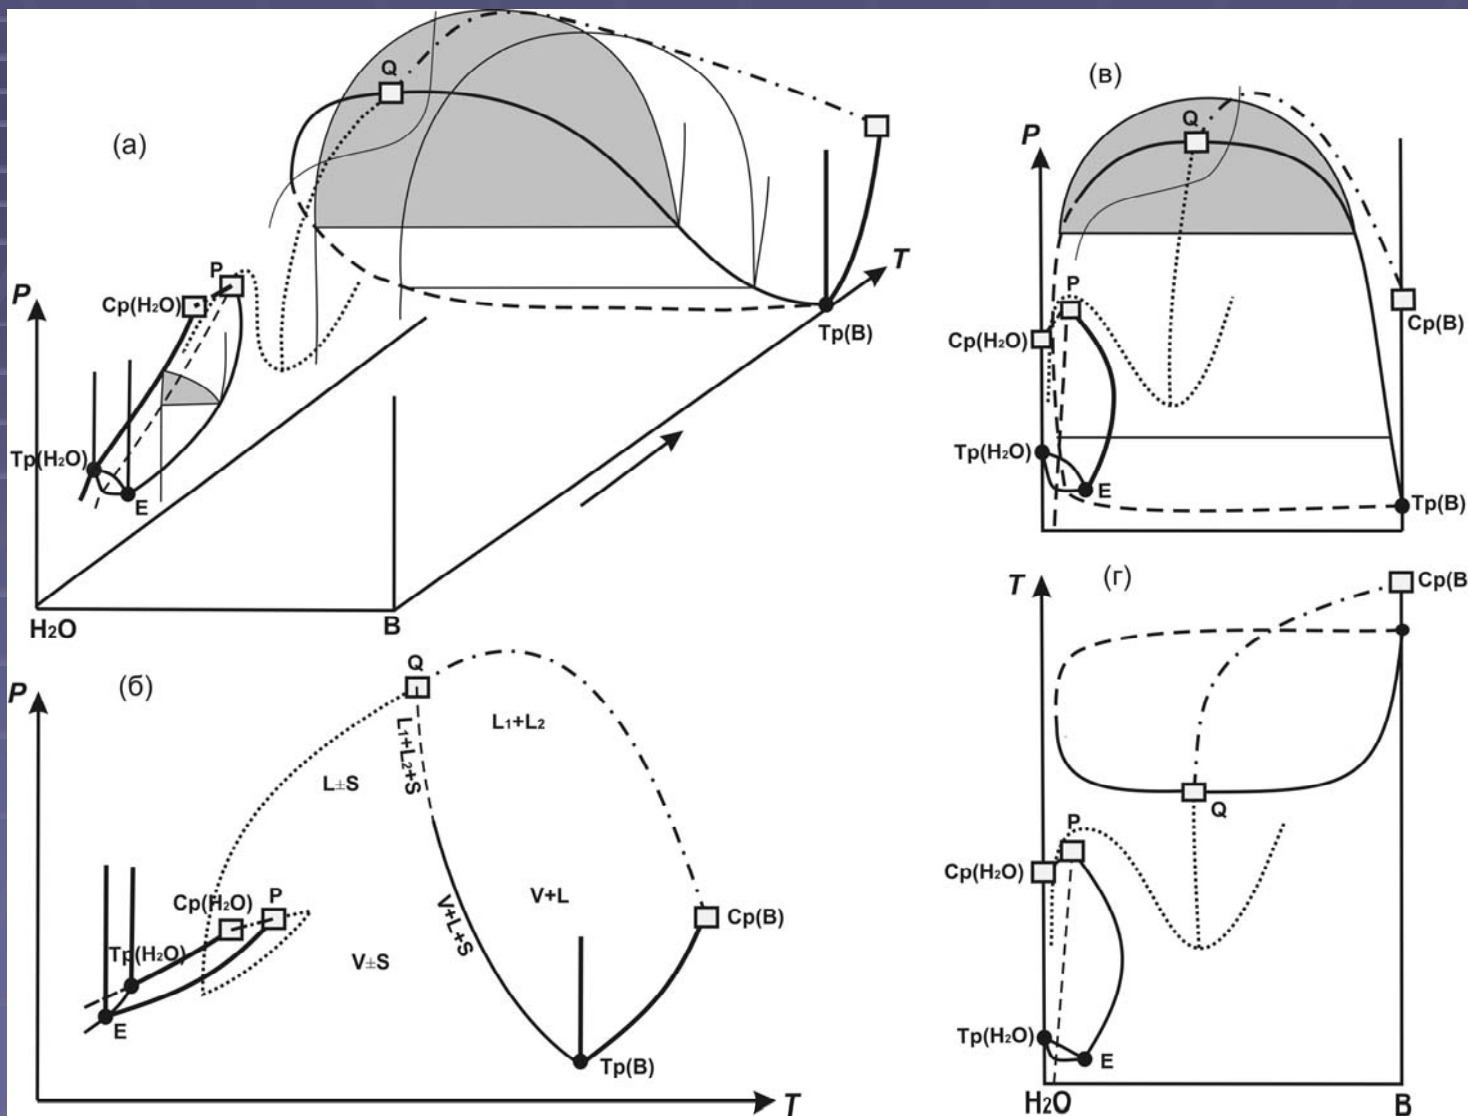 (а)
Q
P
T
P
Cp(H₂O)
Tp(H₂O)
E
Tp(B)
H₂O
B
(б)
P
Q
L₁+L₂
L₁+L₂+S
L±S
Cp(H₂O)
P
V+L
Cp(B)
V+L+S
Tp(H₂O)
V±S
E
Tp(B)
T
(в)
P
Q
P
Cp(H₂O)
Cp(B)
Tp(H₂O)
E
Tp(B)
(г)
T
Cp(B
Q
P
Cp(H₂O)
Tp(H₂O)
E
H₂O
B